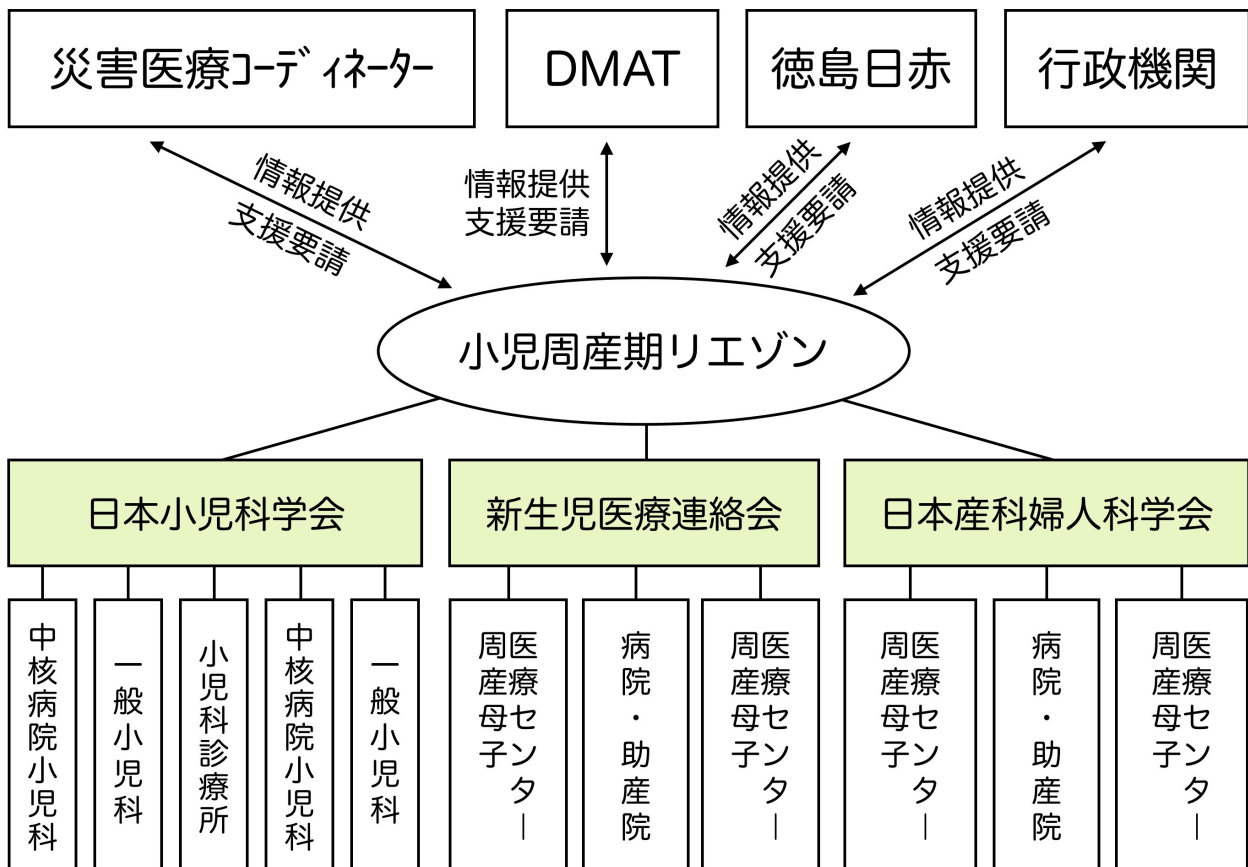 災害医療コーディネーター
DMAT
徳島日赤
行政機関
情報提供
支援要請
情報提供
支援要請
情報提供
支援要請
情報提供
支援要請
小児周産期リエゾン
日本小児科学会
新生児医療連絡会
日本産科婦人科学会
中核病院小児科
一般小児科
小児科診療所
中核病院小児科
一般小児科
医療センター
周産母子
病院・助産院
医療センター
周産母子
医療センター
周産母子
病院・助産院
医療センター
周産母子